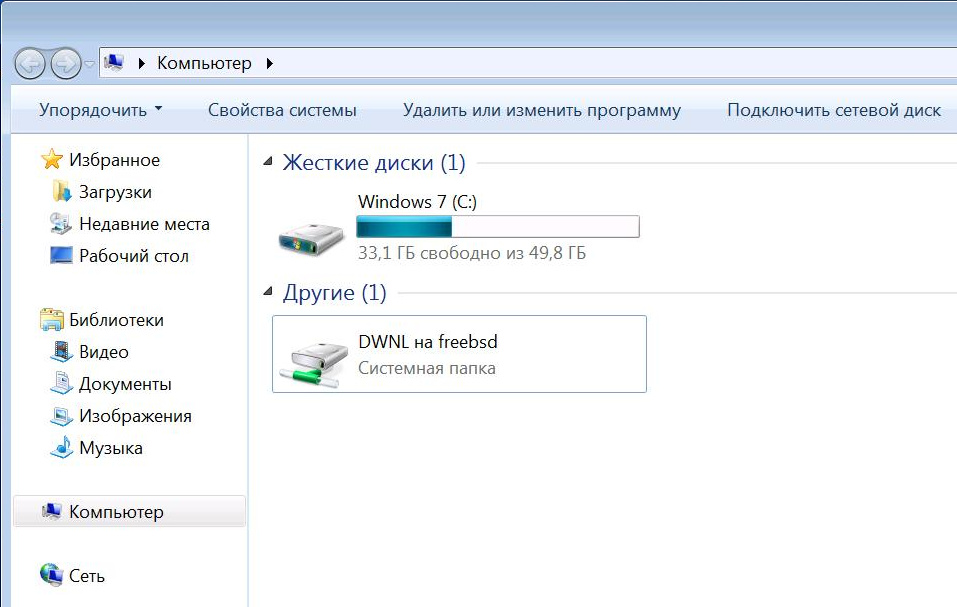 Компьютер
Упорядочить Свойства системы Удалить или изменить программу Подключить сетевой диск
Избранное
Загрузки
Недавние места
Рабочий стол
Библиотеки
Видео
Документы
Изображения
Музыка
Компьютер
Сеть
Жесткие диски (1)
Windows 7 (C:)
33,1 ГБ свободно из 49,8 ГБ
Другие (1)
DWNL на freebsd
Системная папка